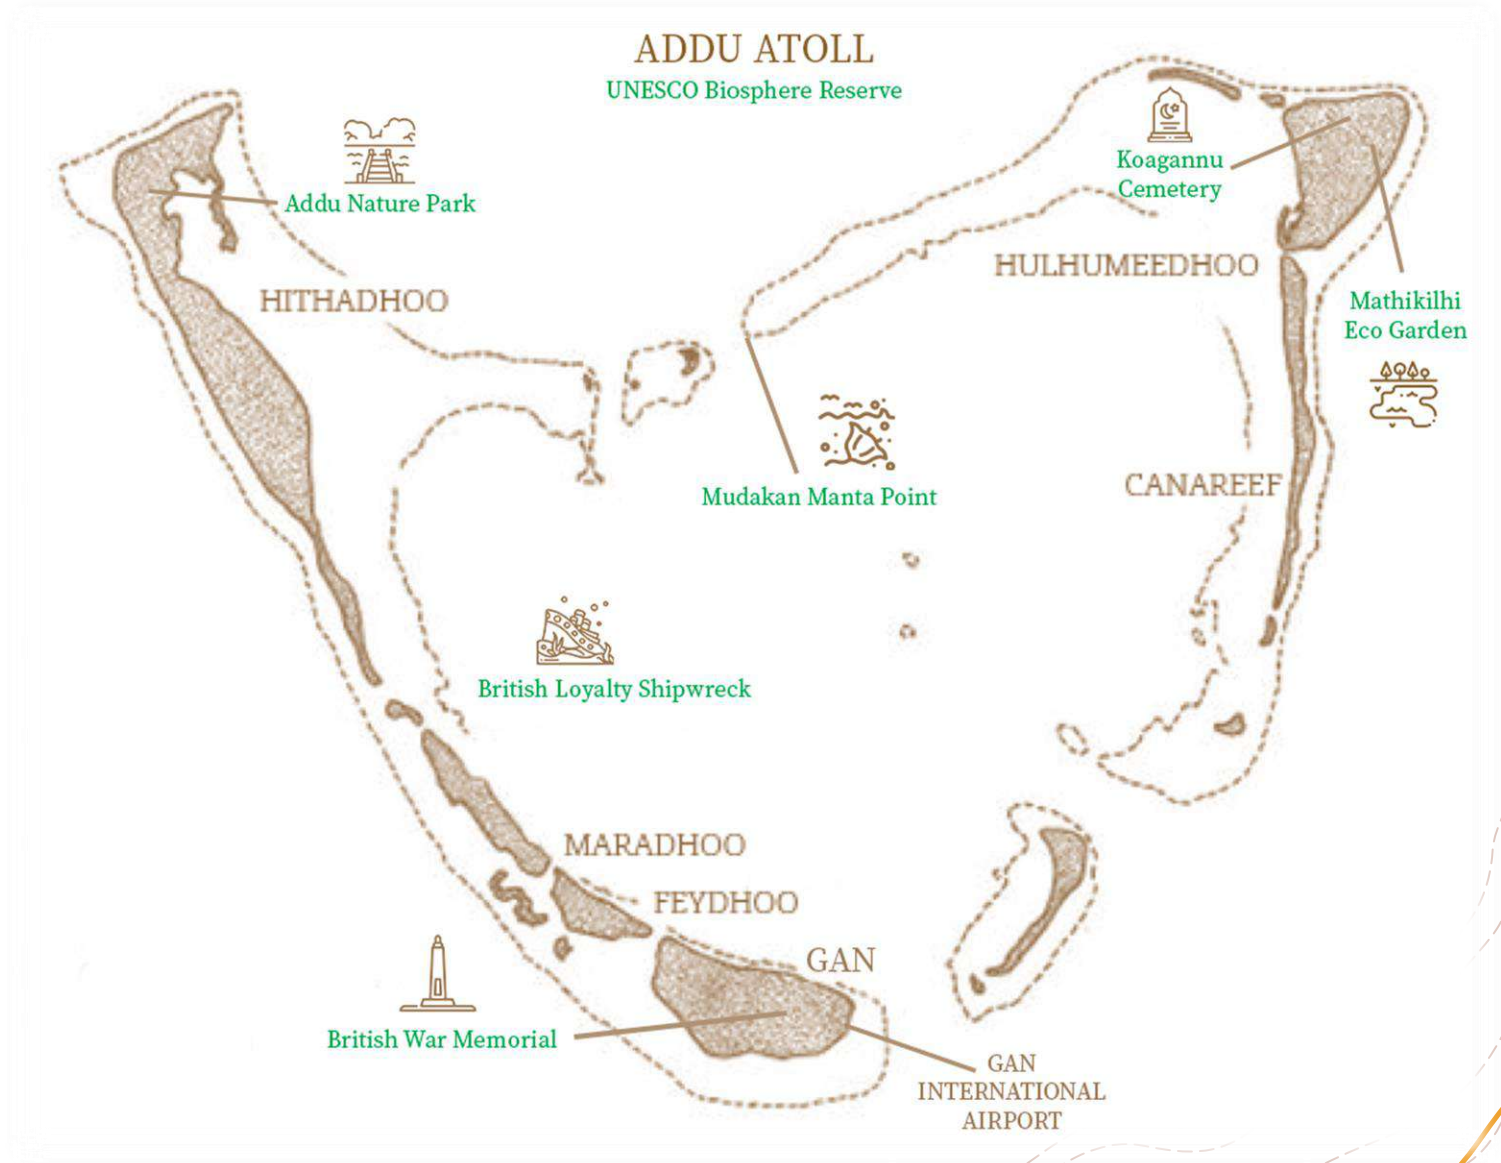 ADDU ATOLL
UNESCO Biosphere Reserve
Koagannu
Cemetery
Addu Nature Park
HULHUMEEDHOO
HITHADHOO
Mathikilhi
Eco Garden
CANAREEF
Mudakan Manta Point
British Loyalty Shipwreck
MARADHOO
FEYDHOO
GAN
British War Memorial
GAN
INTERNATIONAL
AIRPORT